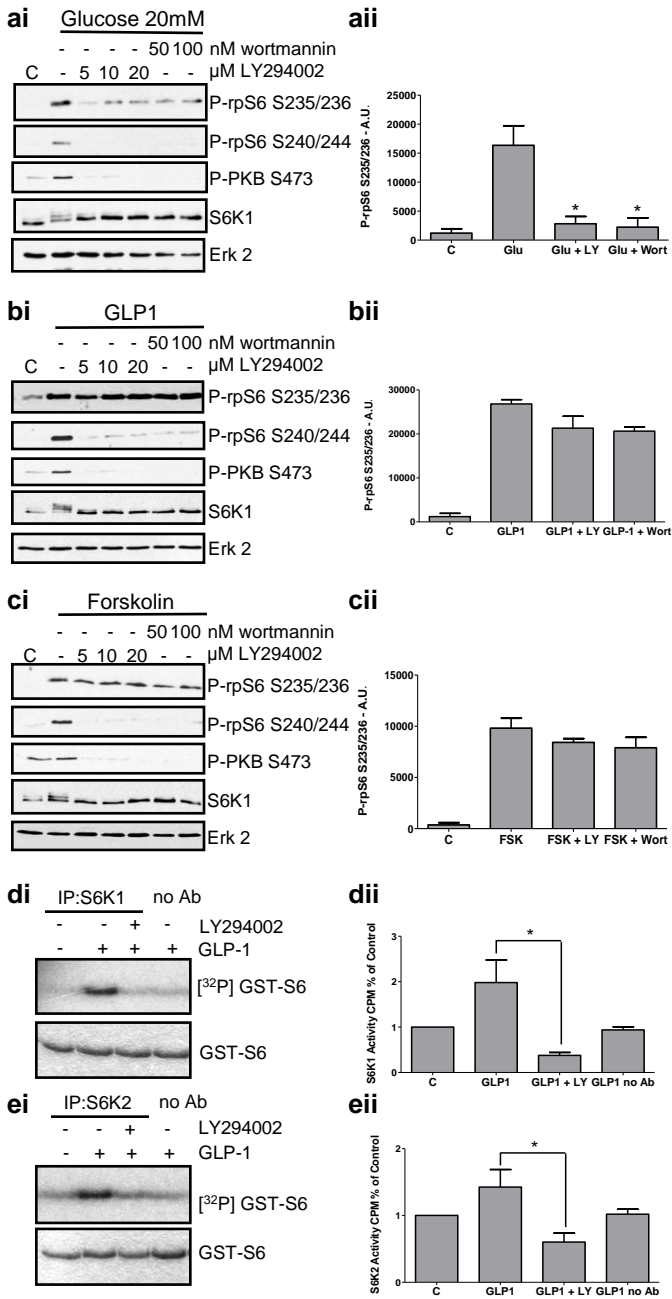 ai
Glucose 20mM
- - - - 50 100 nM wortmannin
C - 5 10 20 - - µM LY294002
P-rpS6 S235/236
P-rpS6 S240/244
P-PKB S473
S6K1
Erk 2
aii
P-rpS6 S235/236 - A.U.
25000
20000
15000
10000
5000
0
* *
C Glu Glu + LY Glu + Wort
bi
GLP1
- - - - 50 100 nM wortmannin
C - 5 10 20 - - µM LY294002
P-rpS6 S235/236
P-rpS6 S240/244
P-PKB S473
S6K1
Erk 2
bii
P-rpS6 S235/236 - A.U.
30000
20000
10000
0
C GLP1 GLP1 + LY GLP-1 + Wort
ci
Forskolin
- - - - 50 100 nM wortmannin
C - 5 10 20 - - µM LY294002
P-rpS6 S235/236
P-rpS6 S240/244
P-PKB S473
S6K1
Erk 2
cii
P-rpS6 S235/236 - A.U.
15000
10000
5000
0
C FSK FSK + LY FSK + Wort
di
IP:S6K1 no Ab
- - + - LY294002
- + + + GLP-1
[32P] GST-S6
GST-S6
dii
S6K1 Activity CPM % of Control
3
2
1
0
*
C GLP1 GLP1 + LY GLP1 no Ab
ei
IP:S6K2 no Ab
- - + - LY294002
- + + + GLP-1
[32P] GST-S6
GST-S6
eii
S6K2 Activity CPM % of Control
2
1
0
*
C GLP1 GLP1 + LY GLP1 no Ab